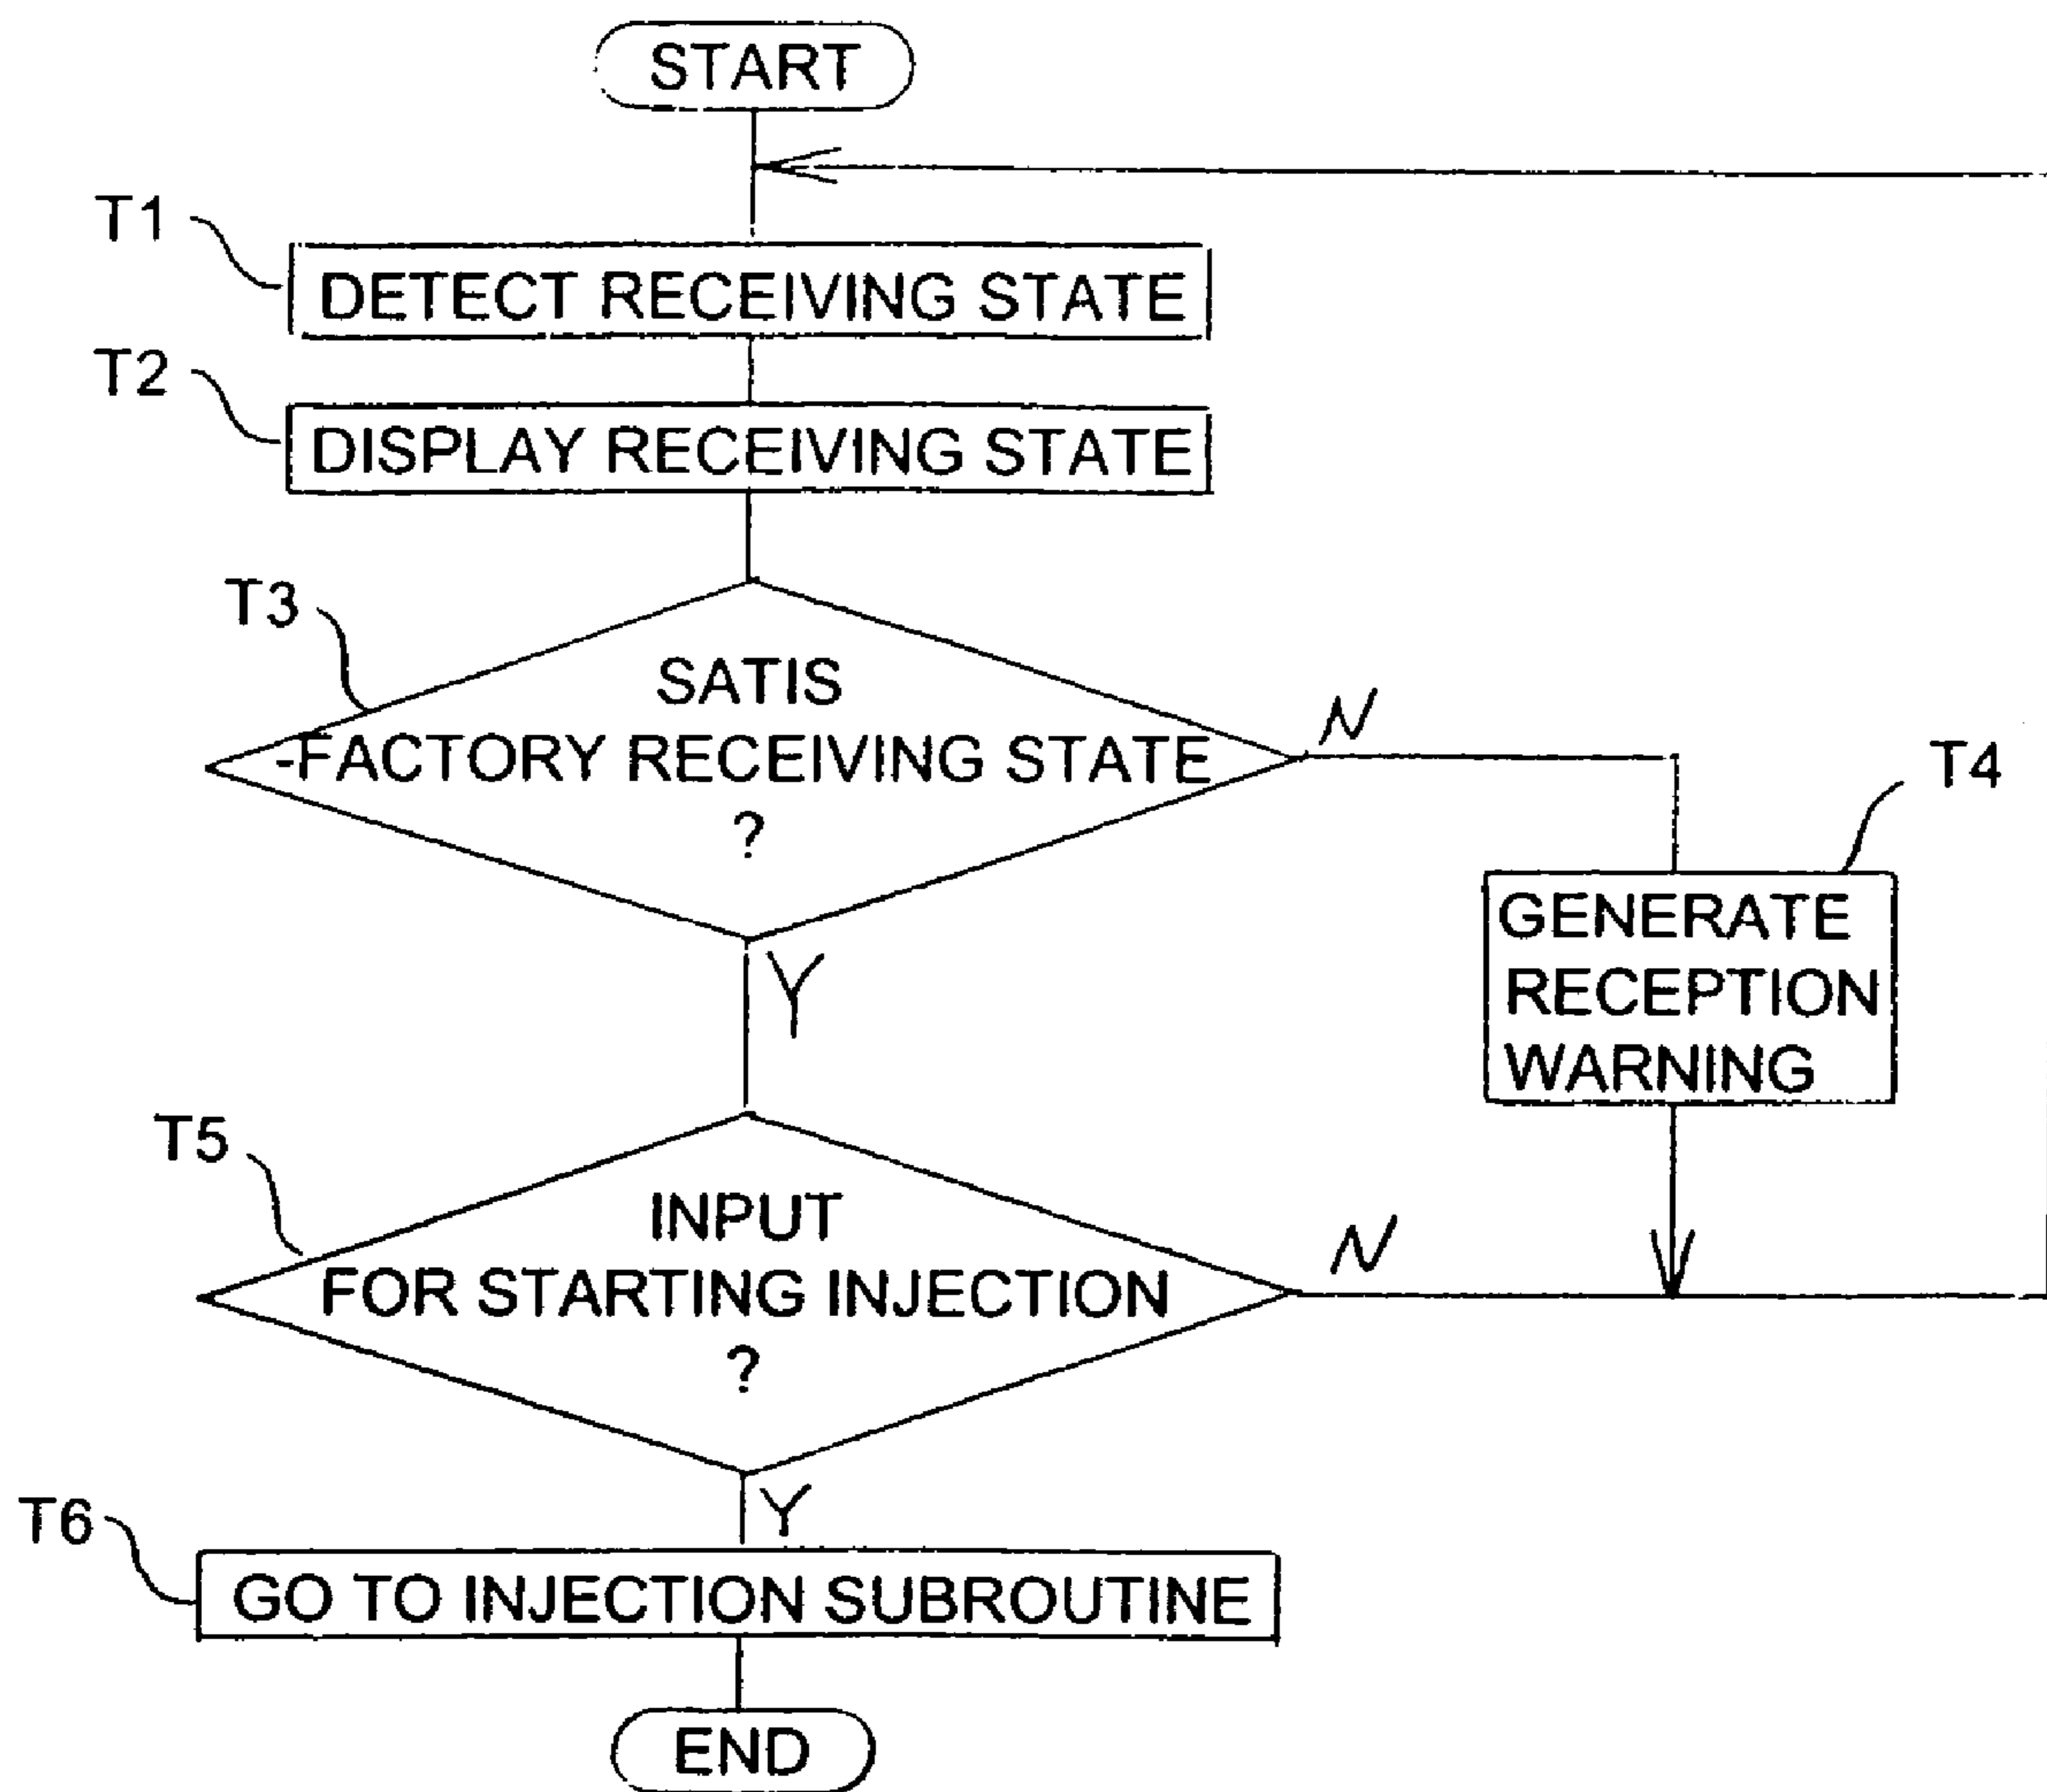 START
T1
DETECT RECEIVING STATE
T2
DISPLAY RECEIVING STATE
T3
SATIS
-FACTORY RECEIVING STATE
?
N
T4
GENERATE
RECEPTION
WARNING
Y
T5
INPUT
FOR STARTING INJECTION
?
N
Y
T6
GO TO INJECTION SUBROUTINE
END